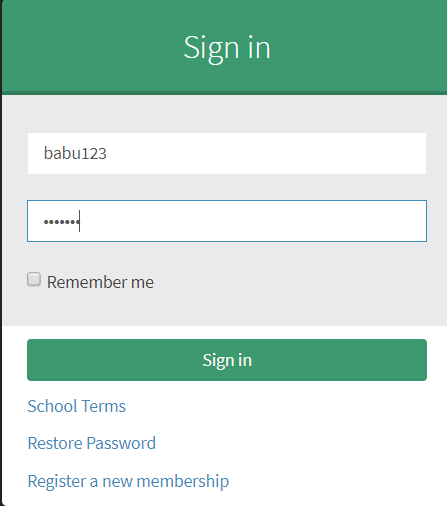 Sign in
babu123
•••••••
Remember me
Sign in
School Terms
Restore Password
Register a new membership